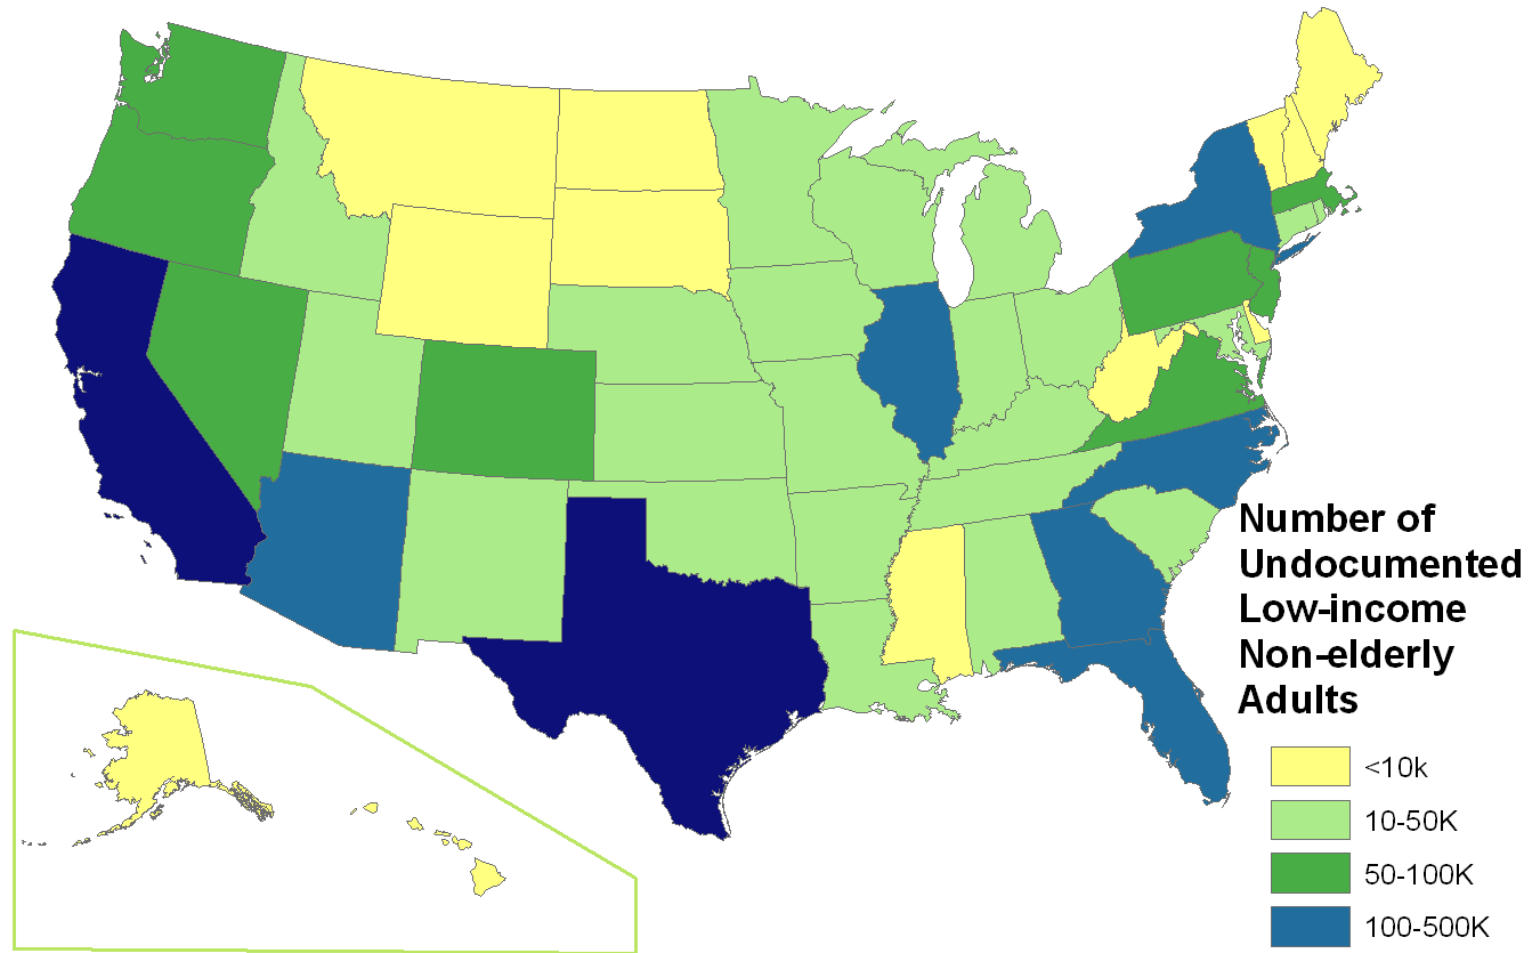 Number of
Undocumented
Low-income
Non-elderly
Adults
<10k
10-50K
50-100K
100-500K